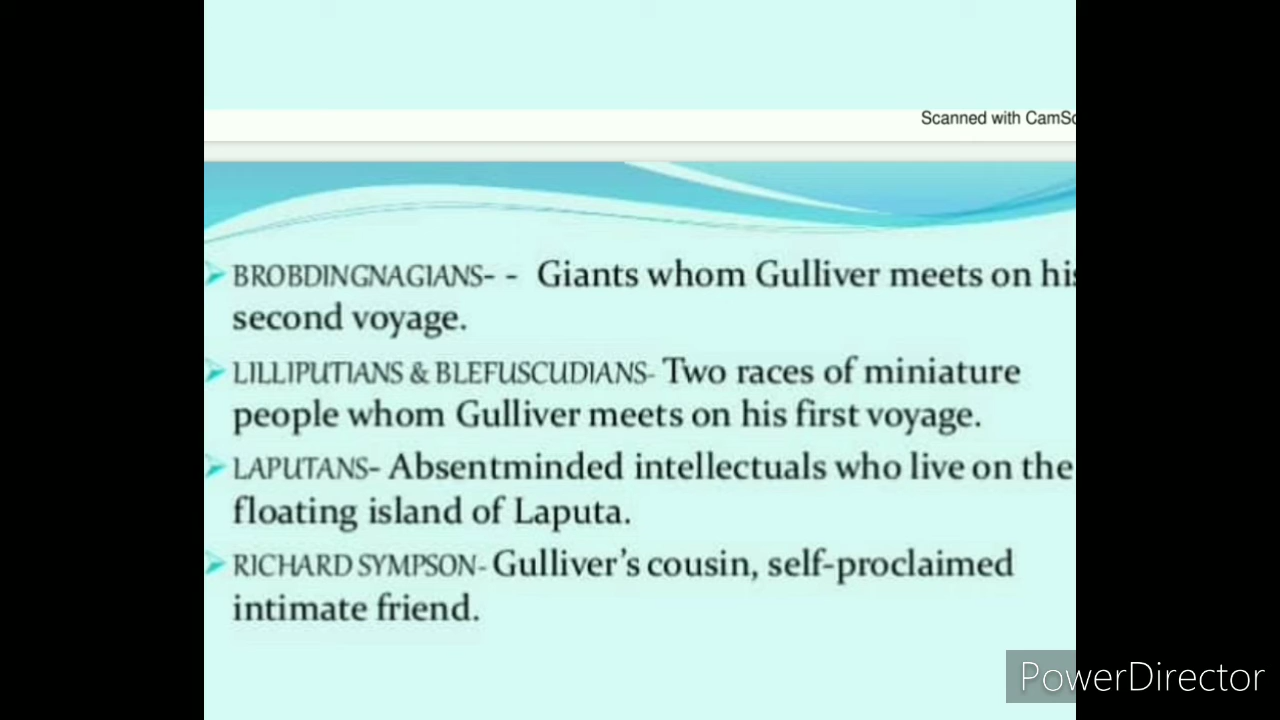 Scanned with CamSc
BROBDINGNAGIANS- - Giants whom Gulliver meets on his
second voyage.
LILLIPUTIANS & BLEFUSCUDIANS- Two races of miniature
people whom Gulliver meets on his first voyage.
LAPUTANS- Absentminded intellectuals who live on the
floating island of Laputa.
RICHARD SYMPSON- Gulliver's cousin, self-proclaimed
intimate friend.
PowerDirector